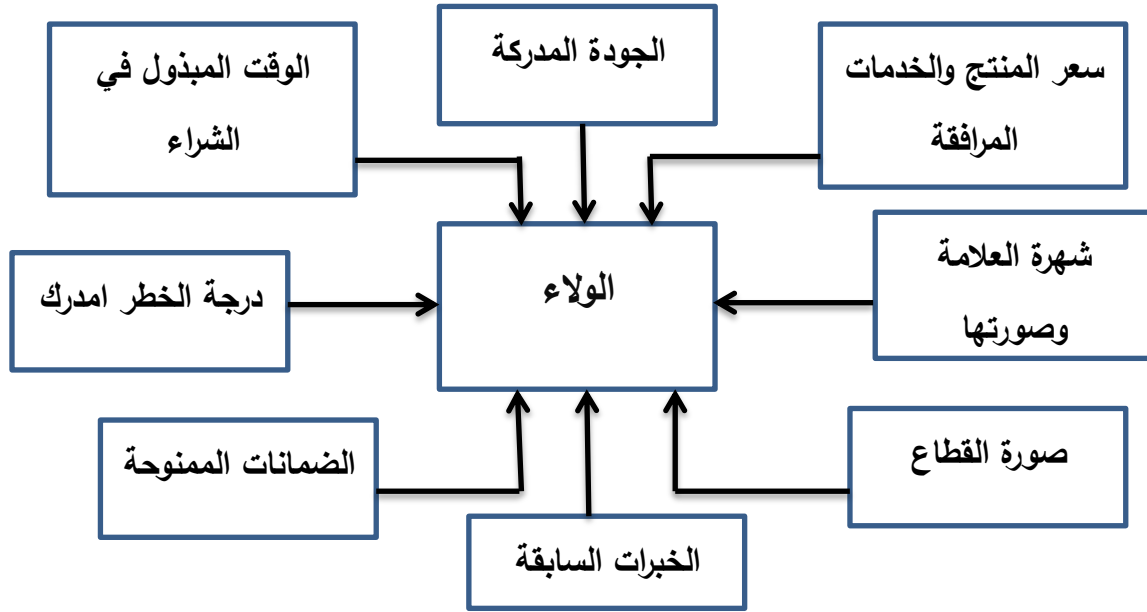 سعر المنتج والخدمات
المرافقة
الجودة المدركة
الوقت المبذول في
الشراء
شهرة العلامة
وصورتها
الولاء
درجة الخطر امدرك
صورة القطاع
الخبرات السابقة
الضمانات الممنوحة